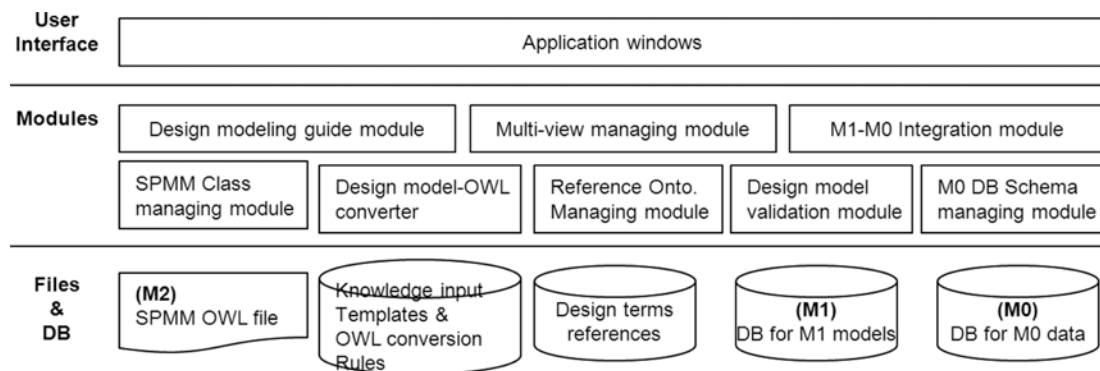 User
Interface
Application windows
Modules
Design modeling guide module
Multi-view managing module
M1-M0 Integration module
SPMM Class
managing module
Design model-OWL
converter
Reference Onto.
Managing module
Design model
validation module
M0 DB Schema
managing module
Files
&
DB
(M2)
SPMM OWL file
Knowledge input
Templates &
OWL conversion
Rules
Design terms
references
(M1)
DB for M1 models
(M0)
DB for M0 data